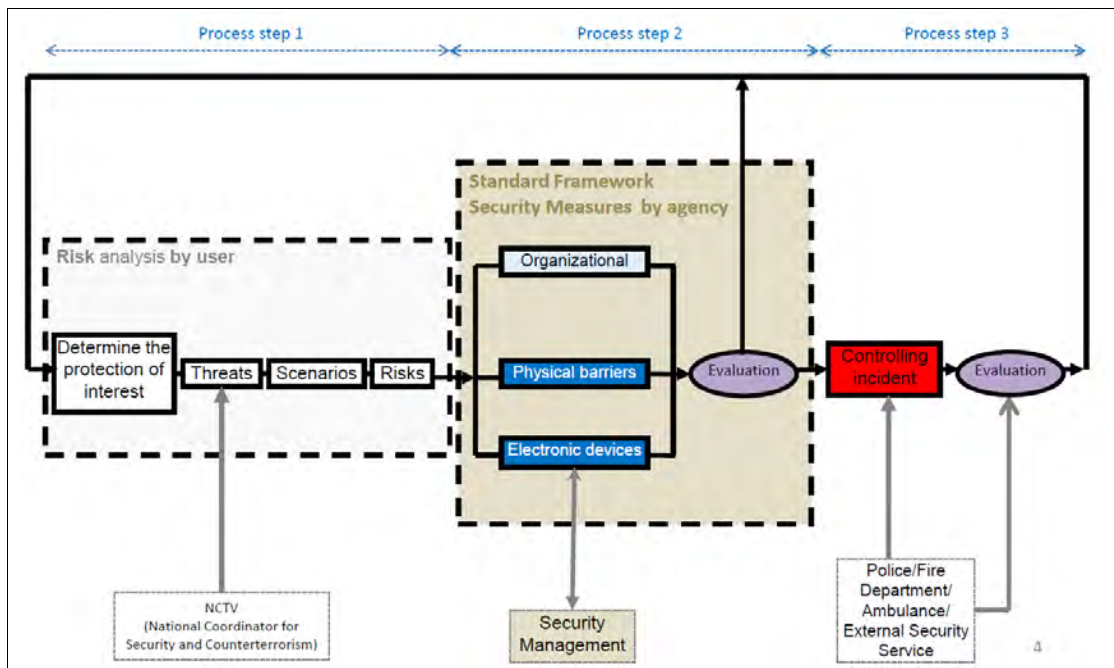 Process step 1
Process step 2
Process step 3
Standard Framework
Security Measures by agency
Risk analysis by user
Organizational
Determine the
protection of
interest
Threats
Scenarios
Risks
Physical barriers
Evaluation
Controlling
incident
Evaluation
Electronic devices
NCTV
(National Coordinator for
Security and Counterterrorism)
Security
Management
Police/Fire
Department/
Ambulance/
External Security
Service
4